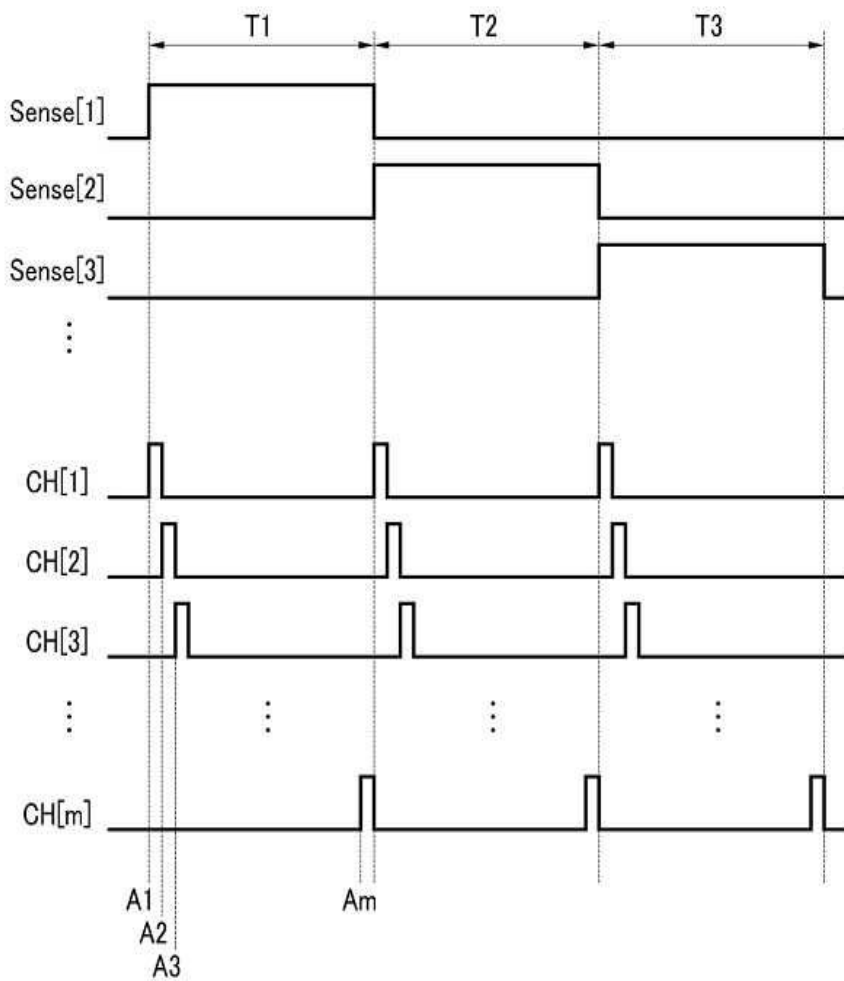 T1 T2 T3
Sense[1]
Sense[2]
Sense[3]
CH[1]
CH[2]
CH[3]
CH[m]
A1 Am
A2
A3